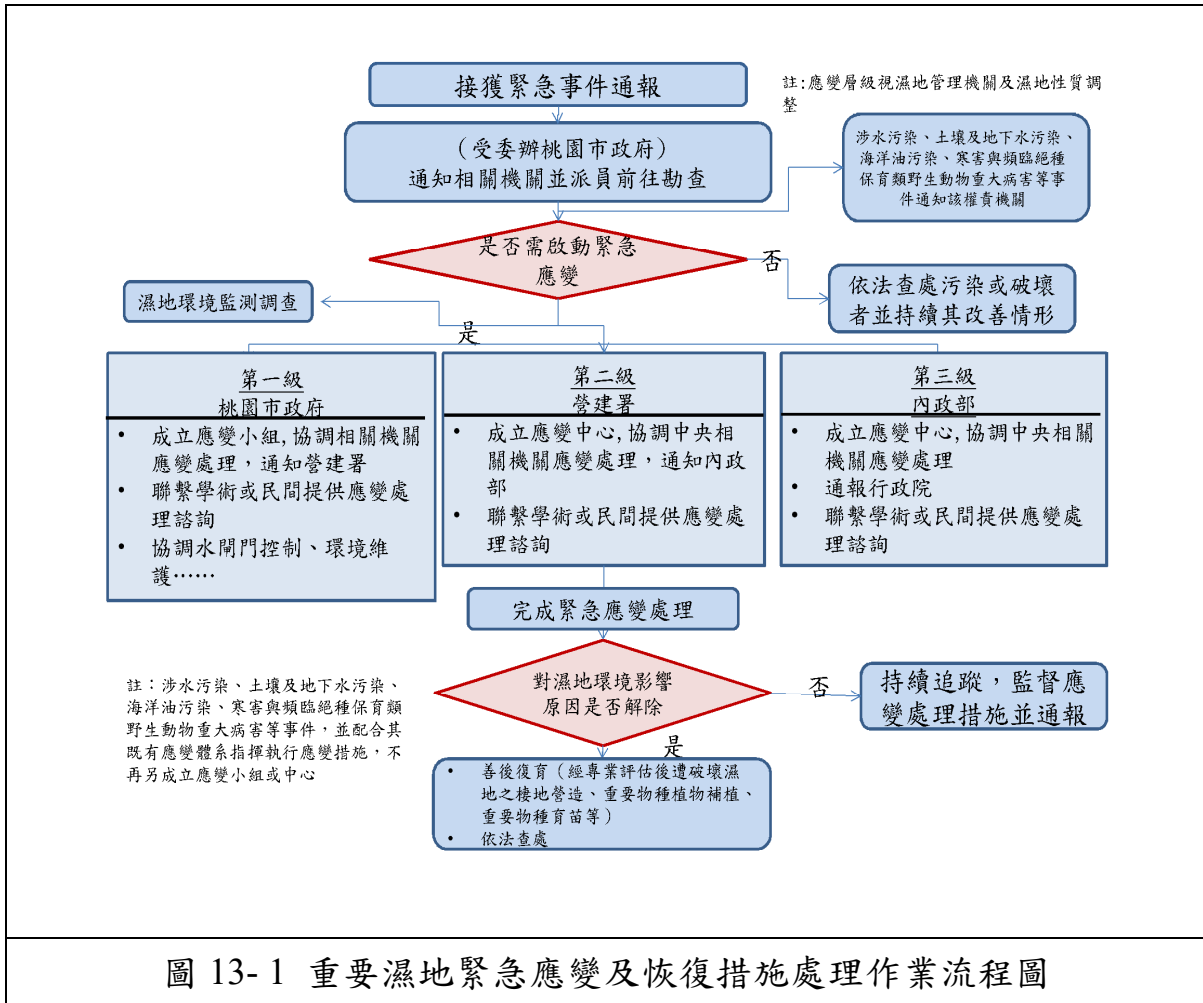 接獲緊急事件通報
註:應變層級視濕地管理機關及濕地性質調
整
（受委辦桃園市政府）
通知相關機關並派員前往勘查
涉水污染、土壤及地下水污染、
海洋油污染、寒害與頻臨絕種
保育類野生動物重大病害等事
件通知該權責機關
是否需啟動緊急
應變
否
依法查處污染或破壞
者並持續其改善情形
濕地環境監測調查
是
第一級
桃園市政府
• 成立應變小組,協調相關機關
應變處理，通知營建署
• 聯繫學術或民間提供應變處
理諮詢
• 協調水閘門控制、環境維
護……
第二級
營建署
• 成立應變中心,協調中央相
關機關應變處理，通知內政
部
• 聯繫學術或民間提供應變處
理諮詢
第三級
內政部
• 成立應變中心,協調中央相關
機關應變處理
• 通報行政院
• 聯繫學術或民間提供應變處
理諮詢
完成緊急應變處理
對濕地環境影響
原因是否解除
否
持續追蹤，監督應
變處理措施並通報
註：涉水污染、土壤及地下水污染、
海洋油污染、寒害與頻臨絕種保育類
野生動物重大病害等事件，並配合其
既有應變體系指揮執行應變措施，不
再另成立應變小組或中心
是
• 善後復育（經專業評估後遭破壞濕
地之棲地營造、重要物種植物補植、
重要物種育苗等）
• 依法查處
圖 13- 1 重要濕地緊急應變及恢復措施處理作業流程圖